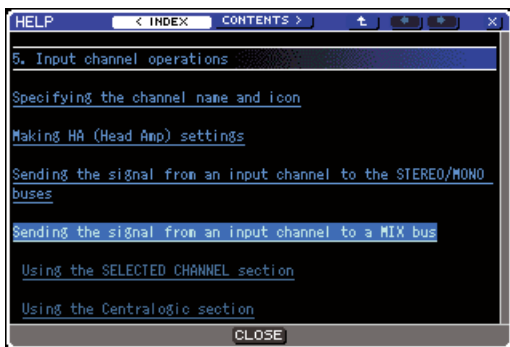 HELP < INDEX CONTENTS > X
5. Input channel operations
Specifying the channel name and icon
Making HA (Head Amp) settings
Sending the signal from an input channel to the STEREO/MONO
buses
Sending the signal from an input channel to a MIX bus
Using the SELECTED CHANNEL section
Using the Centralogic section
CLOSE